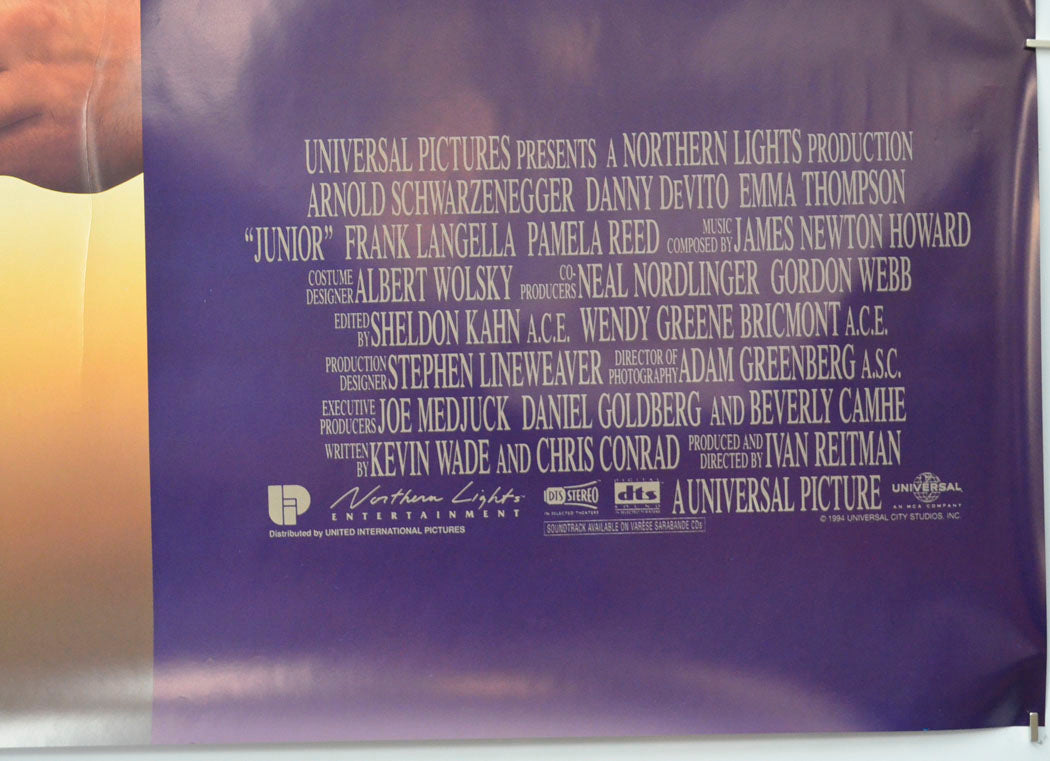 UNIVERSAL PICTURES PRESENTS A NORTHERN LIGHTS PRODUCTION
ARNOLD SCHWARZENEGGER DANNY DeVITO EMMA THOMPSON
"JUNIOR" FRANK LANGELLA PAMELA REED MUSIC COMPOSED BY JAMES NEWTON HOWARD
COSTUME DESIGNER ALBERT WOLSKY CO-PRODUCERS NEAL NORDLINGER GORDON WEBB
EDITED BY SHELDON KAHN A.C.E. WENDY GREENE BRICMONT A.C.E.
PRODUCTION DESIGNER STEPHEN LINEWEAVER DIRECTOR OF PHOTOGRAPHY ADAM GREENBERG A.S.C.
EXECUTIVE PRODUCERS JOE MEDJUCK DANIEL GOLDBERG AND BEVERLY CAMHE
WRITTEN BY KEVIN WADE AND CHRIS CONRAD PRODUCED AND DIRECTED BY IVAN REITMAN
Northern Lights ENTERTAINMENT DTS STEREO IN SELECTED THEATERS DIGITAL dts SOUND A UNIVERSAL PICTURE UNIVERSAL AN MCA COMPANY
© 1994 UNIVERSAL CITY STUDIOS, INC.
Distributed by UNITED INTERNATIONAL PICTURES SOUNDTRACK AVAILABLE ON VARÈSE SARABANDE CDs